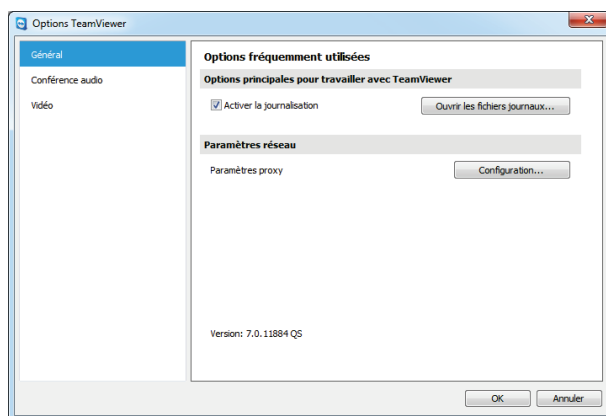 Options TeamViewer
Général
Conférence audio
Vidéo
Options fréquemment utilisées
Options principales pour travailler avec TeamViewer
Activer la journalisation
Ouvrir les fichiers journaux...
Paramètres réseau
Paramètres proxy
Configuration...
Version: 7.0.11884 QS
OK
Annuler